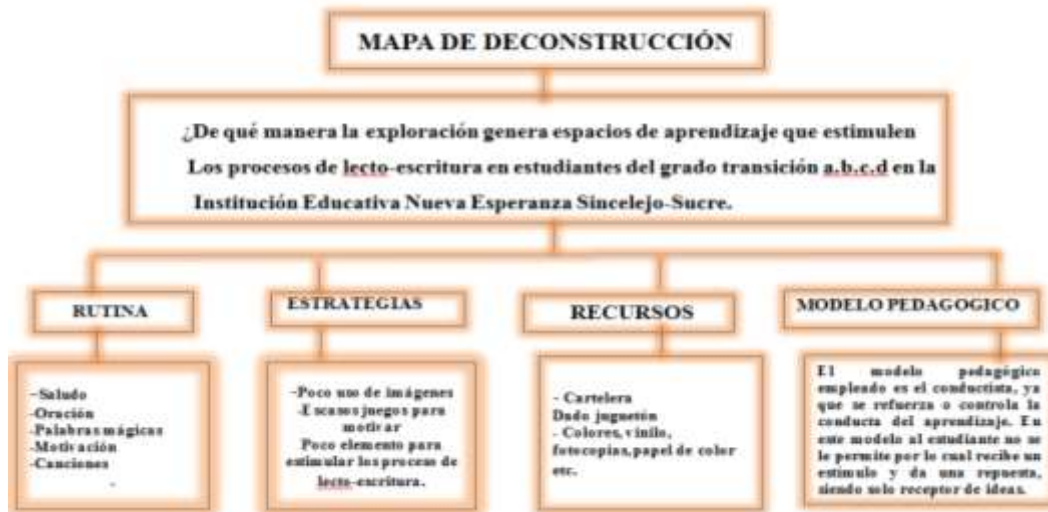 MAPA DE DECONSTRUCCIÓN
¿De qué manera la exploración genera espacios de aprendizaje que estimulen
Los procesos de lecto-escritura en estudiantes del grado transición a.b.c.d en la
Institución Educativa Nueva Esperanza Sincelejo-Sucre.
RUTINA
-Saludo
-Oración
-Palabras mágicas
-Motivación
-Canciones
ESTRATEGIAS
-Poco uso de imágenes
-Escasos juegos para
motivar
Poco elemento para
estimular los proceso de
lecto-escritura.
RECURSOS
- Cartelera
Dado juguetón
- Colores, vinilo,
fotocopias, papel de color
etc.
MODELO PEDAGOGICO
El modelo pedagógico
empleado es el conductista, ya
que se refuerza o controla la
conducta del aprendizaje. En
este modelo al estudiante no se
le permite por lo cual recibe un
estímulo y da una repuesta,
siendo solo receptor de ideas.